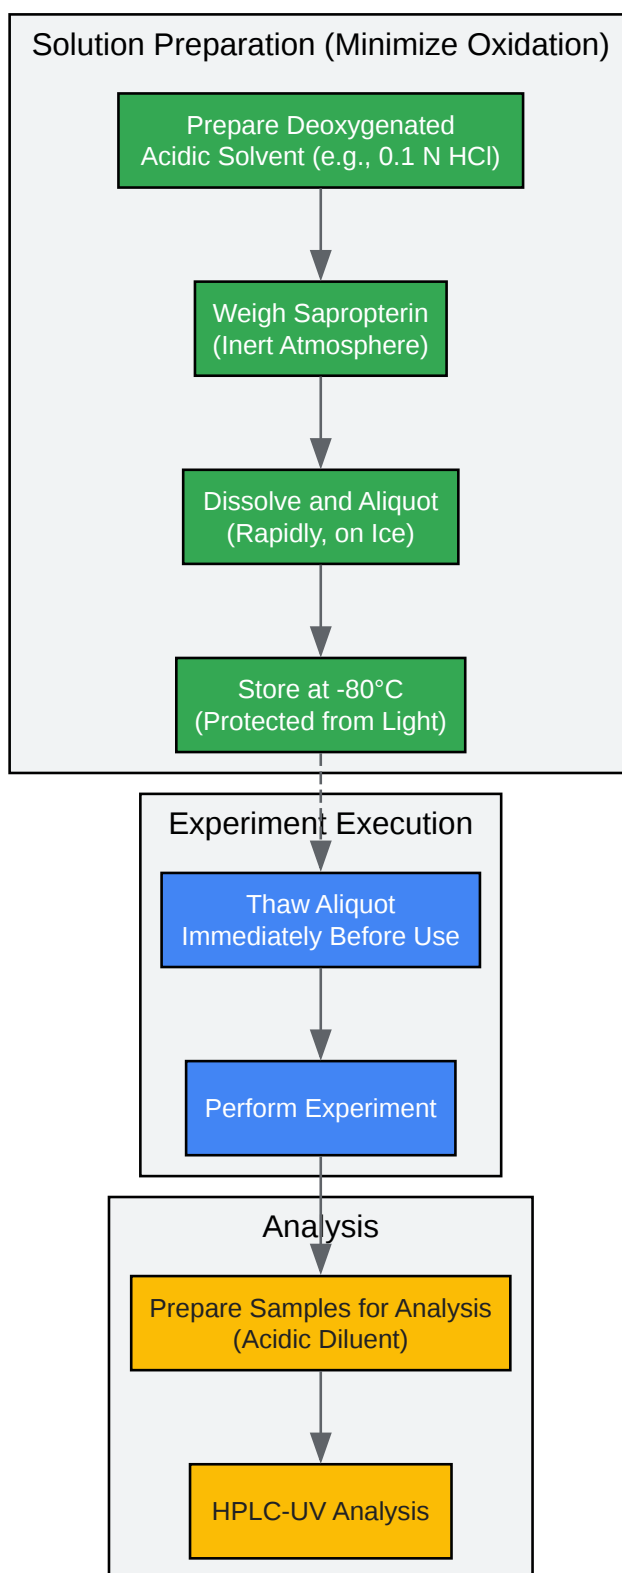 Solution Preparation (Minimize Oxidation)
Prepare Deoxygenated
Acidic Solvent (e.g., 0.1 N HCl)
Weigh Sapropterin
(Inert Atmosphere)
Dissolve and Aliquot
(Rapidly, on Ice)
Store at -80°C
(Protected from Light)
Experiment Execution
Thaw Aliquot
Immediately Before Use
Perform Experiment
Analysis
Prepare Samples for Analysis
(Acidic Diluent)
HPLC-UV Analysis